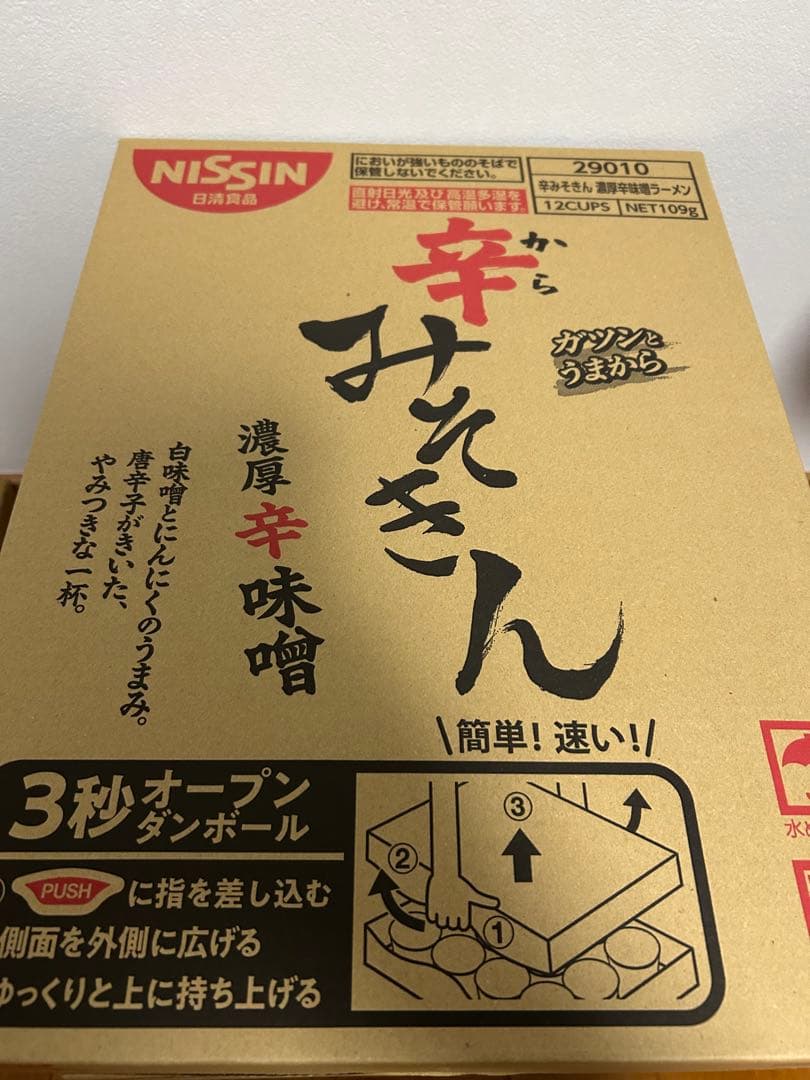 NISSIN
日清食品
においが強いもののそばで
保管しないでください。
直射日光及び高温多湿を
避け、常温で保管願います。
29010
辛みそきん 濃厚辛味噌ラーメン
12CUPS NET109g
辛から
みそきん
ガツンと
うまから
濃厚辛味噌
白味噌とにんにくのうまみ。
唐辛子がきいた、
やみつきな一杯。
\簡単!速い!/
3秒オープン
ダンボール
PUSHに指を差し込む
側面を外側に広げる
ゆっくりと上に持ち上げる
①
②
③
水